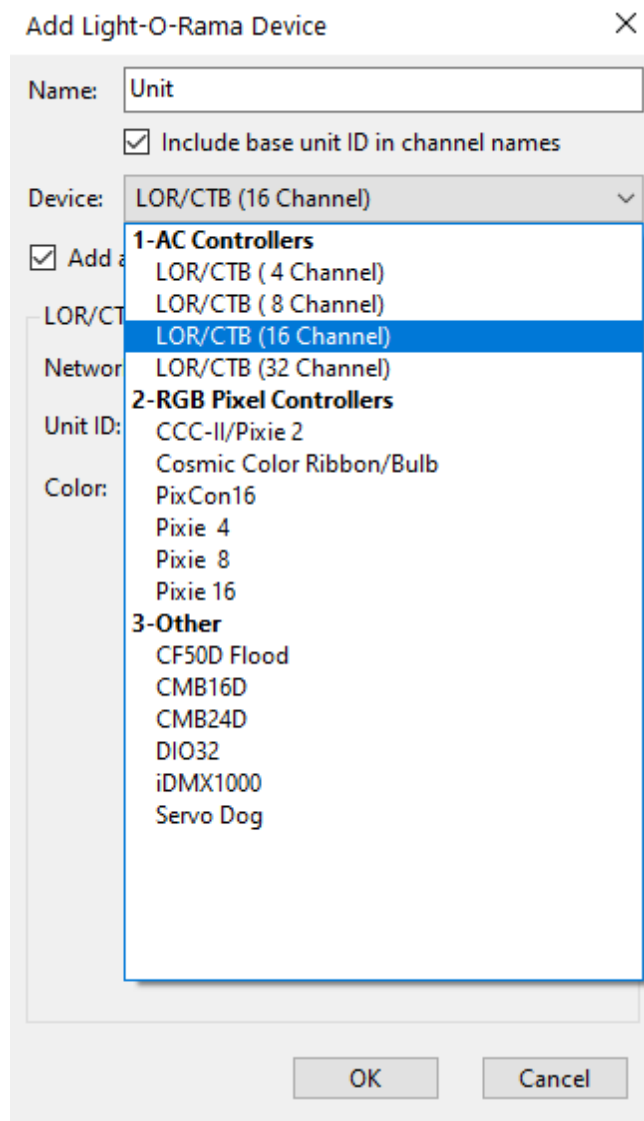 Add Light-O-Rama Device
Name: Unit
Include base unit ID in channel names
Device: LOR/CTB (16 Channel)
Add
1-AC Controllers
LOR/CTB ( 4 Channel)
LOR/CTB ( 8 Channel)
LOR/CT
LOR/CTB (16 Channel)
Networ
LOR/CTB (32 Channel)
2-RGB Pixel Controllers
Unit ID:
CCC-II/Pixie 2
Cosmic Color Ribbon/Bulb
Color:
PixCon16
Pixie  4
Pixie  8
Pixie 16
3-Other
CF50D Flood
CMB16D
CMB24D
DIO32
iDMX1000
Servo Dog
OK Cancel